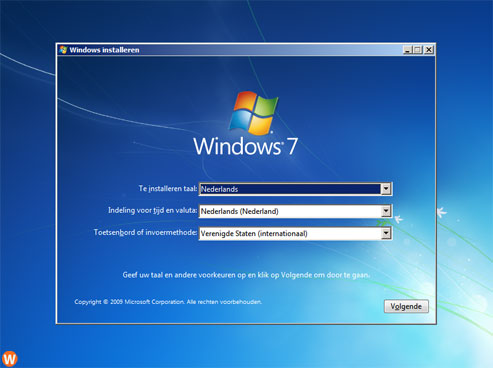 Windows installeren
Windows 7
Te installeren taal: Nederlands
Indeling voor tijd en valuta: Nederlands (Nederland)
Toetsenbord of invoermethode: Verenigde Staten (internationaal)
Geef uw taal en andere voorkeuren op en klik op Volgende om door te gaan.
Copyright © 2009 Microsoft Corporation. Alle rechten voorbehouden.
Volgende
W